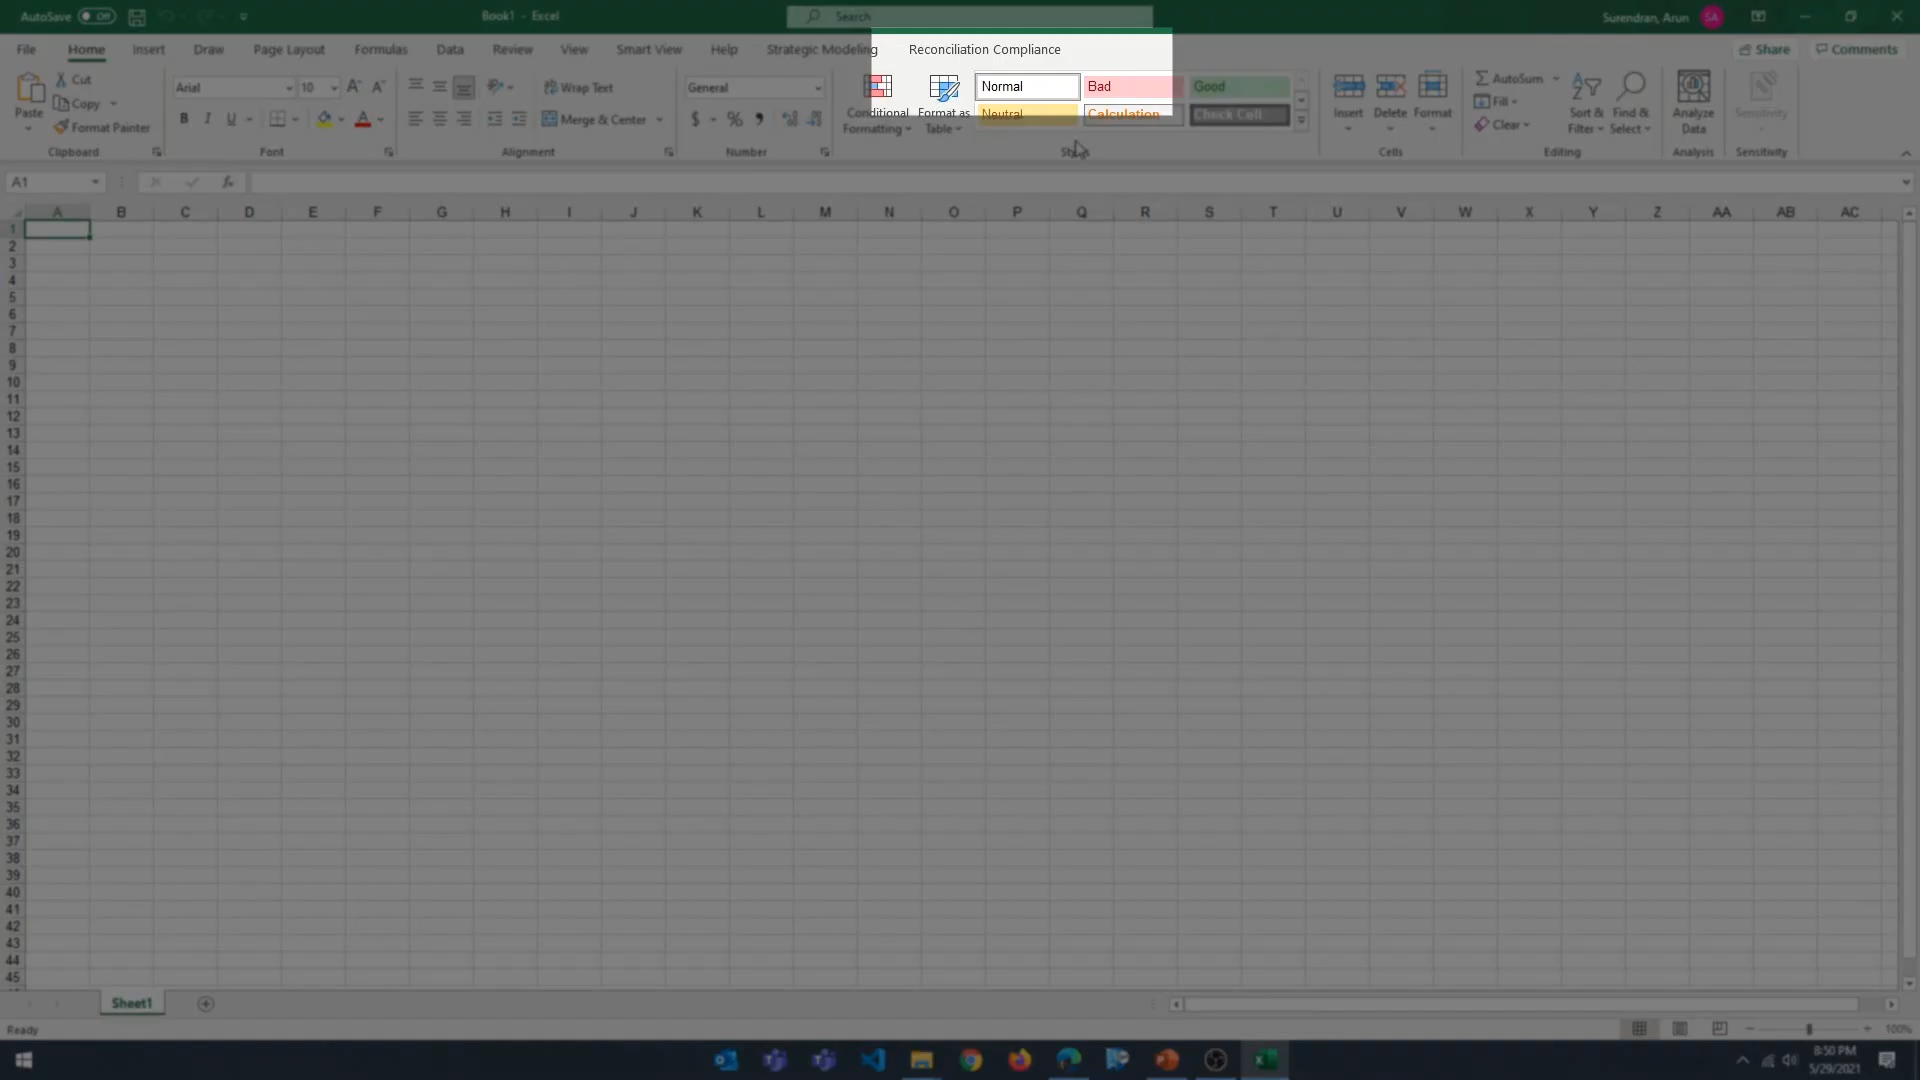 AutoSave Off Book1 - Excel Search Surendran, Arun SA
File Home Insert Draw Page Layout Formulas Data Review View Smart View Help Strategic Modeling Reconciliation Compliance Share Comments
Paste Cut Copy Format Painter Clipboard
Arial 10 B I U Font
Wrap Text Merge & Center Alignment
General $ % Number
Conditional Formatting Format as Table Normal Bad Good Neutral Calculation Check Cell Styles
Insert Delete Format Cells
AutoSum Fill Clear Sort & Filter Find & Select Editing
Analyze Data Analysis
Sensitivity Sensitivity
A1 fx
A B C D E F G H I J K L M N O P Q R S T U V W X Y Z AA AB AC
1
2
3
4
5
6
7
8
9
10
11
12
13
14
15
16
17
18
19
20
21
22
23
24
25
26
27
28
29
30
31
32
33
34
35
36
37
38
39
40
41
42
43
44
45
Sheet1
Ready 100%
8:50 PM
5/29/2021